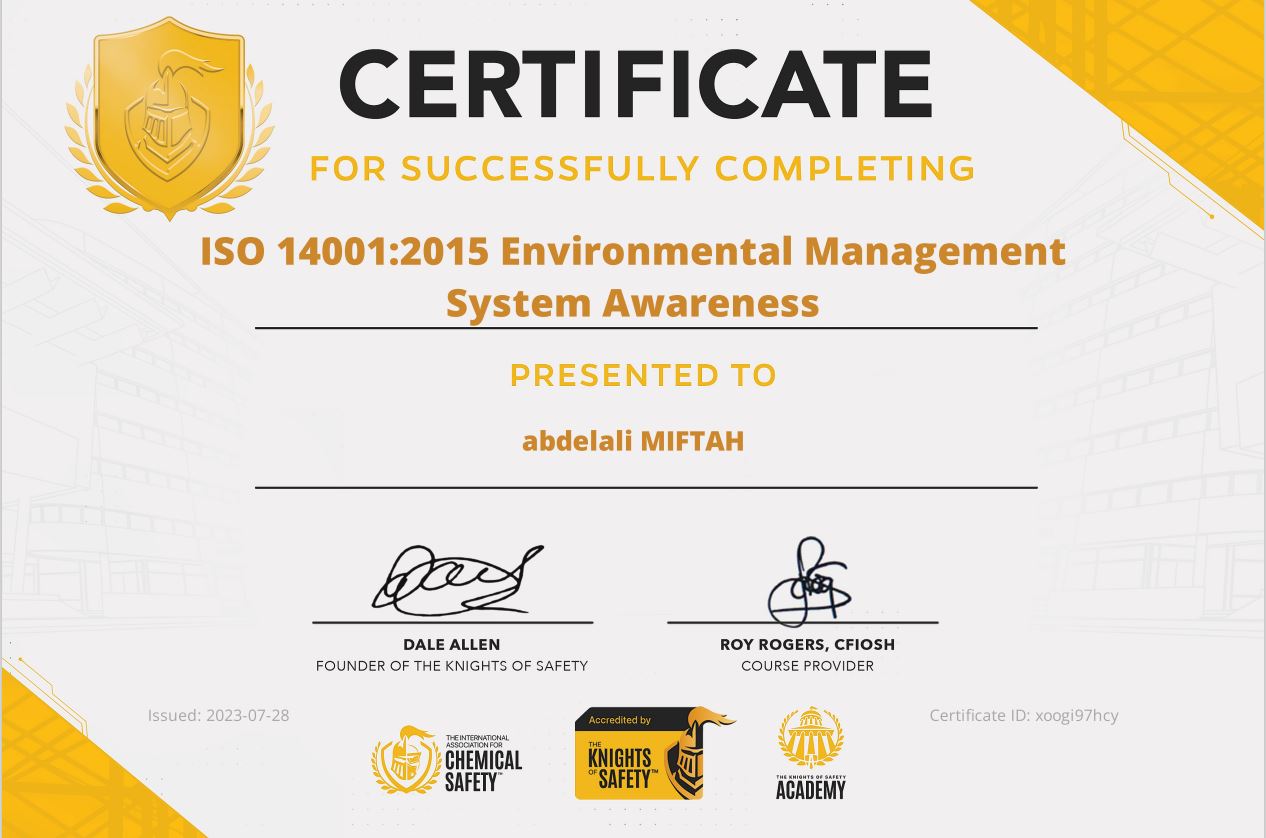 CERTIFICATE
FOR SUCCESSFULLY COMPLETING
ISO 14001:2015 Environmental Management
System Awareness
PRESENTED TO
abdelali MIFTAH
DALE ALLEN
FOUNDER OF THE KNIGHTS OF SAFETY
ROY ROGERS, CFIOSH
COURSE PROVIDER
Issued: 2023-07-28
Certificate ID: xoogi97hcy
THE INTERNATIONAL
ASSOCIATION FOR
CHEMICAL
SAFETY™
Accredited by
THE
KNIGHTS
OF SAFETY™
THE KNIGHTS OF SAFETY
ACADEMY